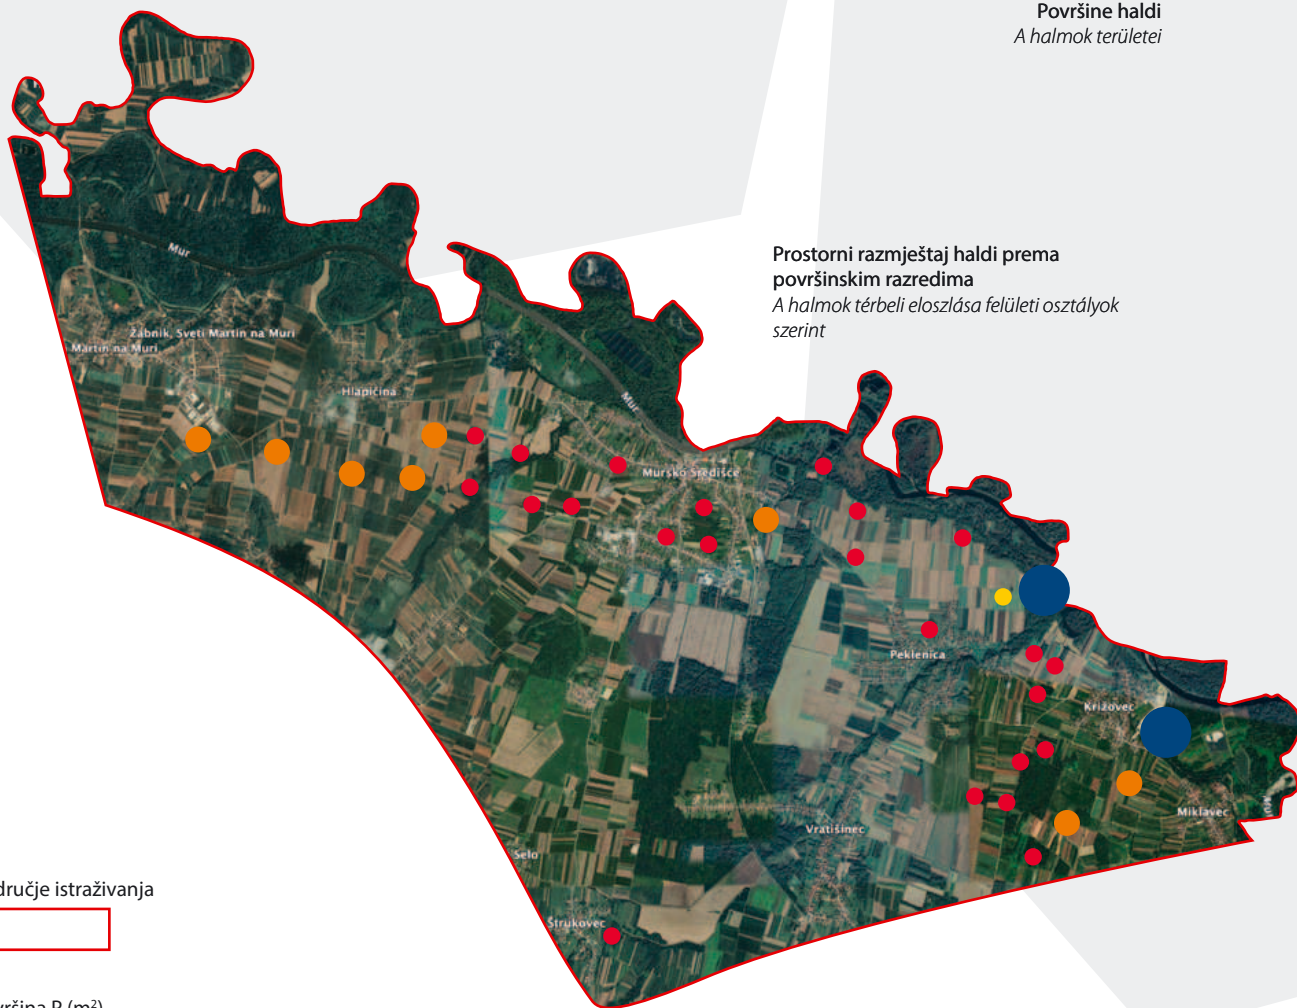 Površine haldi
A halmok területei
Prostorni razmještaj haldi prema
površinskim razredima
A halmok térbeli eloszlása felületi osztályok
szerint
Mur
Žabnik, Sveti Martin na Muri
Martin na Muri
Hlapičina
Mur
Mursko Središće
Peklenica
Križovec
Miklavec
Vratišinec
Selo
Štrukovec
istraživanja
P (m²)